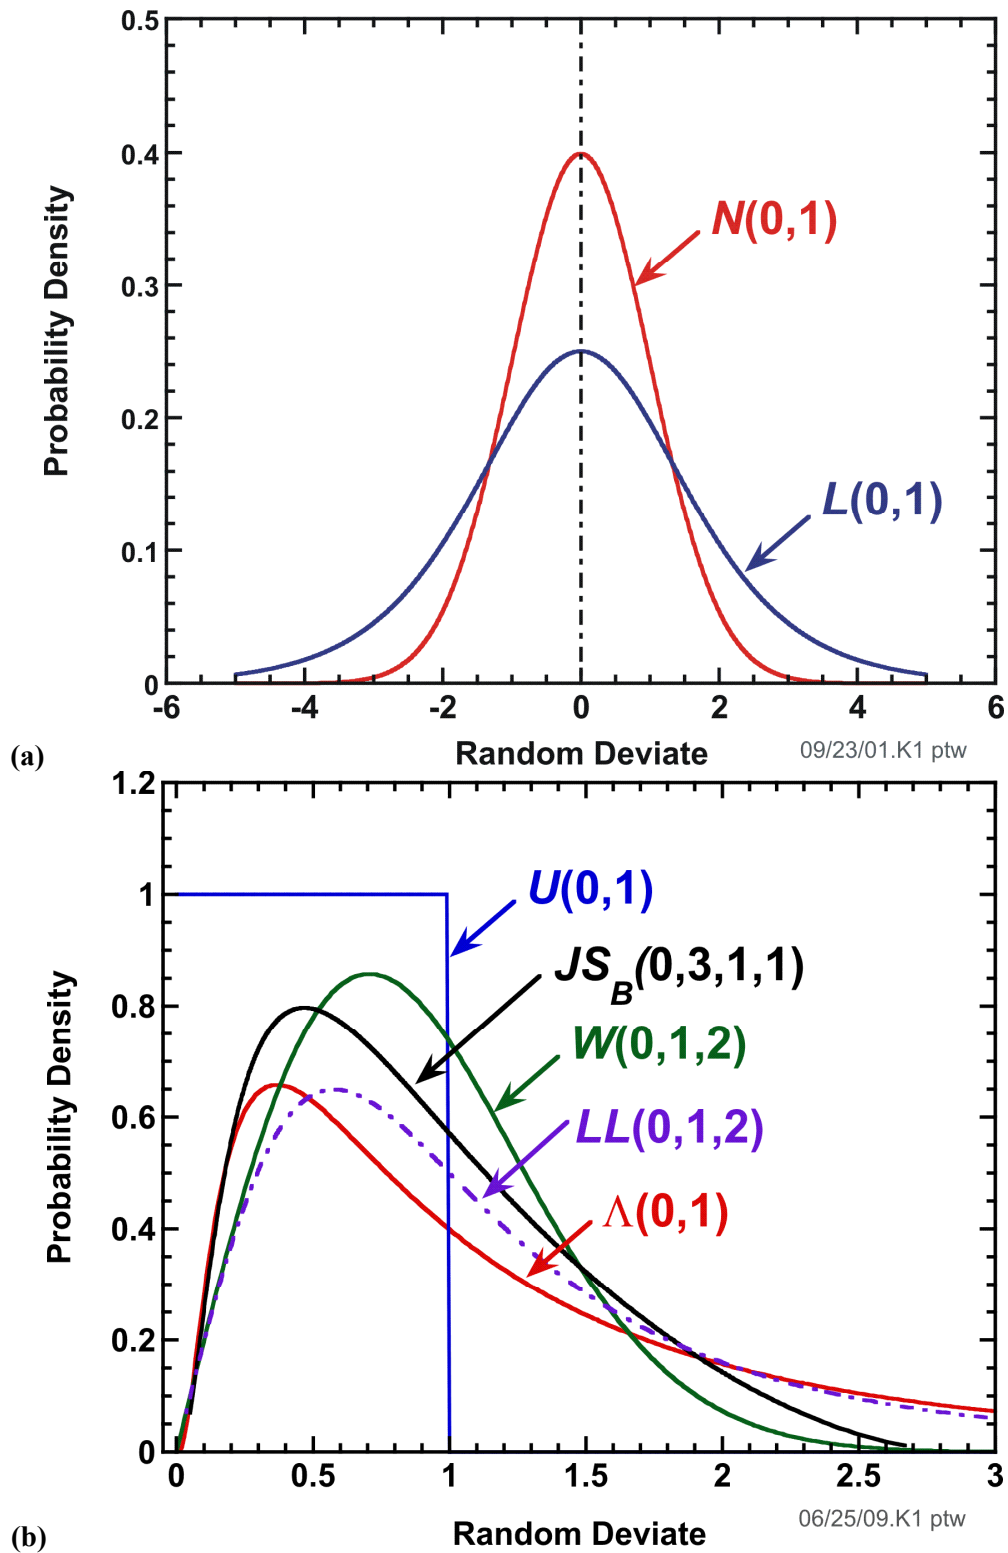 0.5
0.4
N(0,1)
0.3
Probability Density
0.2
L(0,1)
0.1
0
-6 -4 -2 0 2 4 6
(a)
Random Deviate
09/23/01.K1 ptw
1.2
1
U(0,1)
JS_B(0,3,1,1)
0.8
W(0,1,2)
Probability Density
0.6
LL(0,1,2)
Λ(0,1)
0.4
0.2
0
0 0.5 1 1.5 2 2.5 3
06/25/09.K1 ptw
(b)
Random Deviate